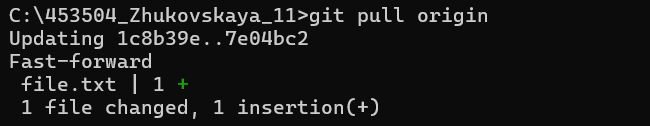 C:\453504_Zhukovskaya_11>git pull origin
Updating 1c8b39e..7e04bc2
Fast-forward
 file.txt | 1 +
 1 file changed, 1 insertion(+)